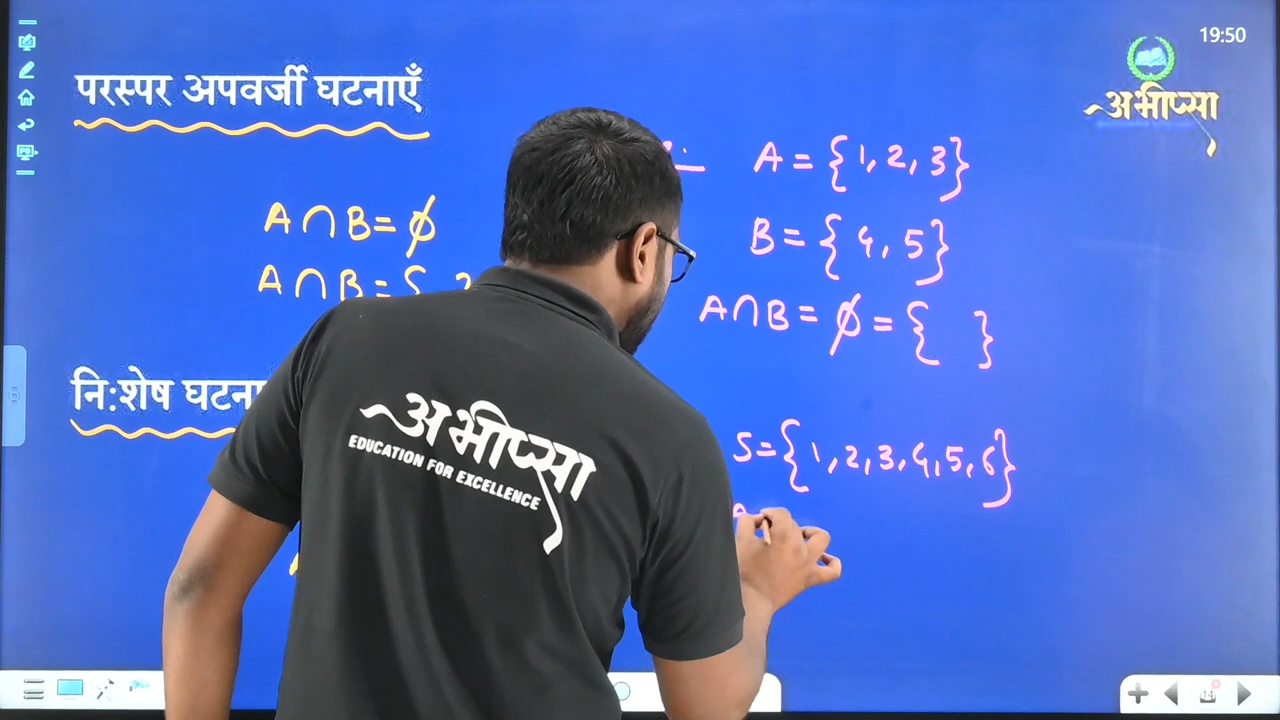 19:50
अभीप्सा
परस्पर अपवर्जी घटनाएँ
A∩B=φ
A∩B=
A={1,2,3}
B={4,5}
A∩B=φ={ }
नि:शेष घटना
S={1,2,3,4,5,6}
A
अभीप्सा
EDUCATION FOR EXCELLENCE
14